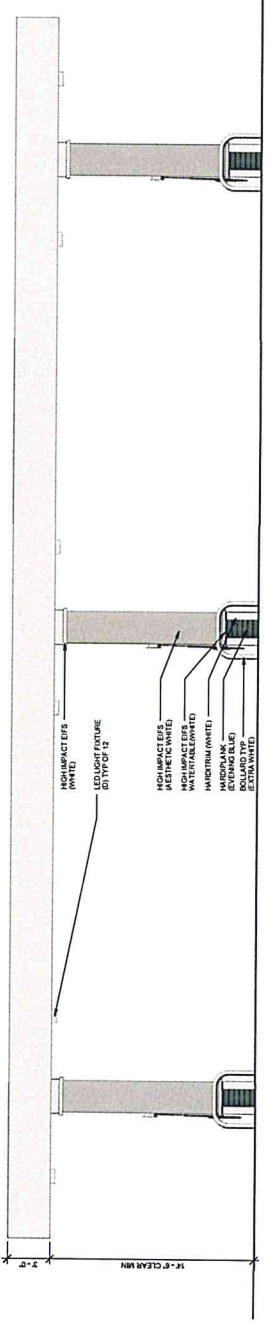 HIGH IMPACT EIFS
(WHITE)
LED LIGHT FIXTURE
(D) TYP OF 12
HIGH IMPACT EIFS
(AESTHETIC WHITE)
HIGH IMPACT EIFS
WATERTABLE(WHITE)
HARDITRIM (WHITE)
HARDIPLANK
(EVENING BLUE)
BOLLARD TYP
(EXTRA WHITE)
3' - 0"
14' - 6" CLEAR MIN